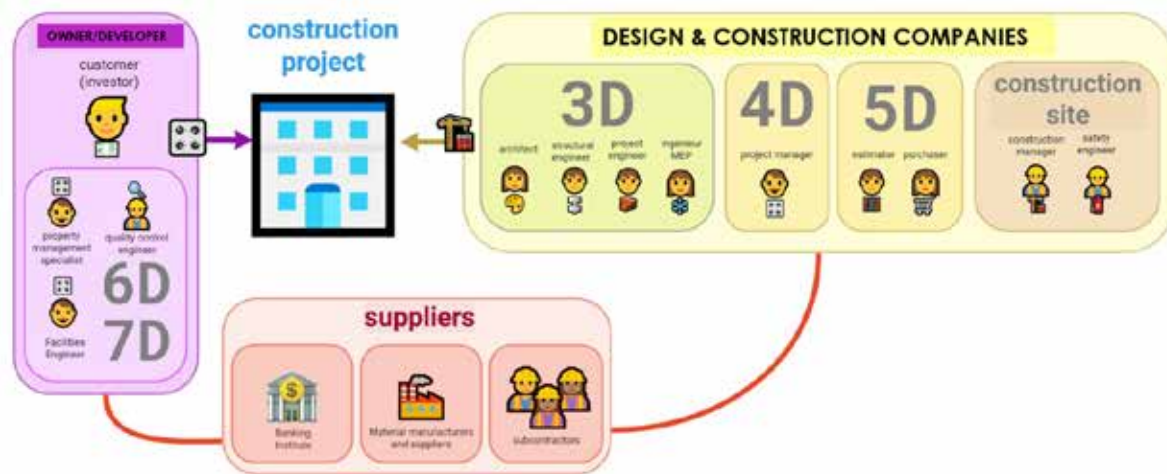 OWNER/DEVELOPER
customer
(investor)
property
management
specialist
quality control
engineer
Facilities
Engineer
6D
7D
construction
project
DESIGN & CONSTRUCTION COMPANIES
3D
architect
structural
engineer
project
engineer
ingenieur
MEP
4D
project manager
5D
estimator
purchaser
construction
site
construction
manager
safety
engineer
suppliers
Banking
Institute
Material manufacturers
and suppliers
subcontractors